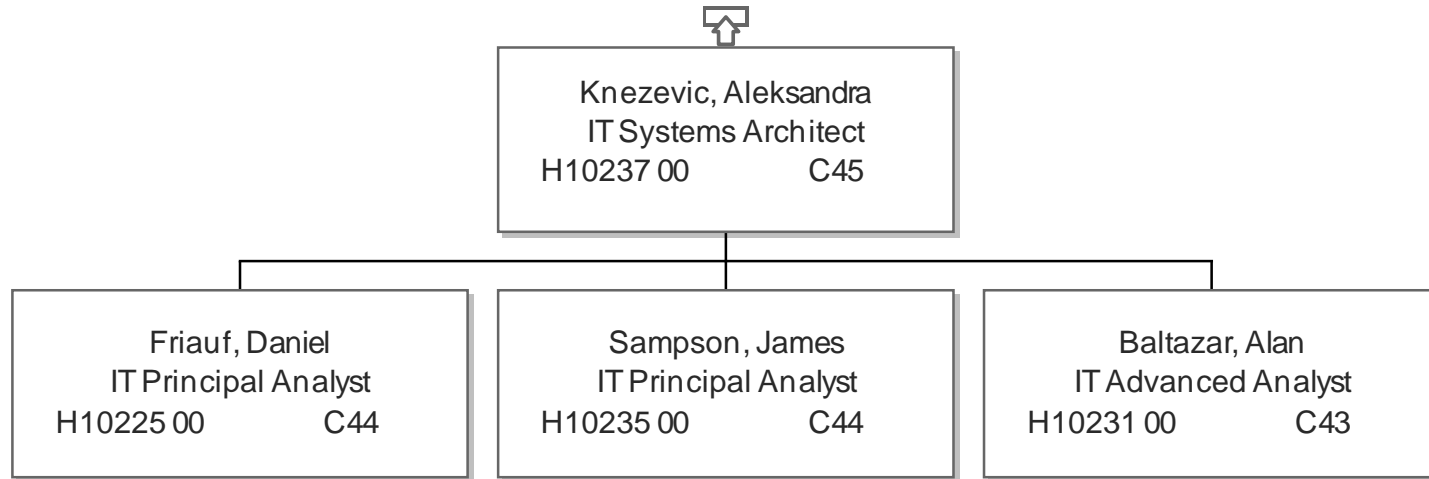 Knezevic, Aleksandra
IT Systems Architect
H10237 00 C45
Friauf, Daniel
IT Principal Analyst
H10225 00 C44
Sampson, James
IT Principal Analyst
H10235 00 C44
Baltazar, Alan
IT Advanced Analyst
H10231 00 C43